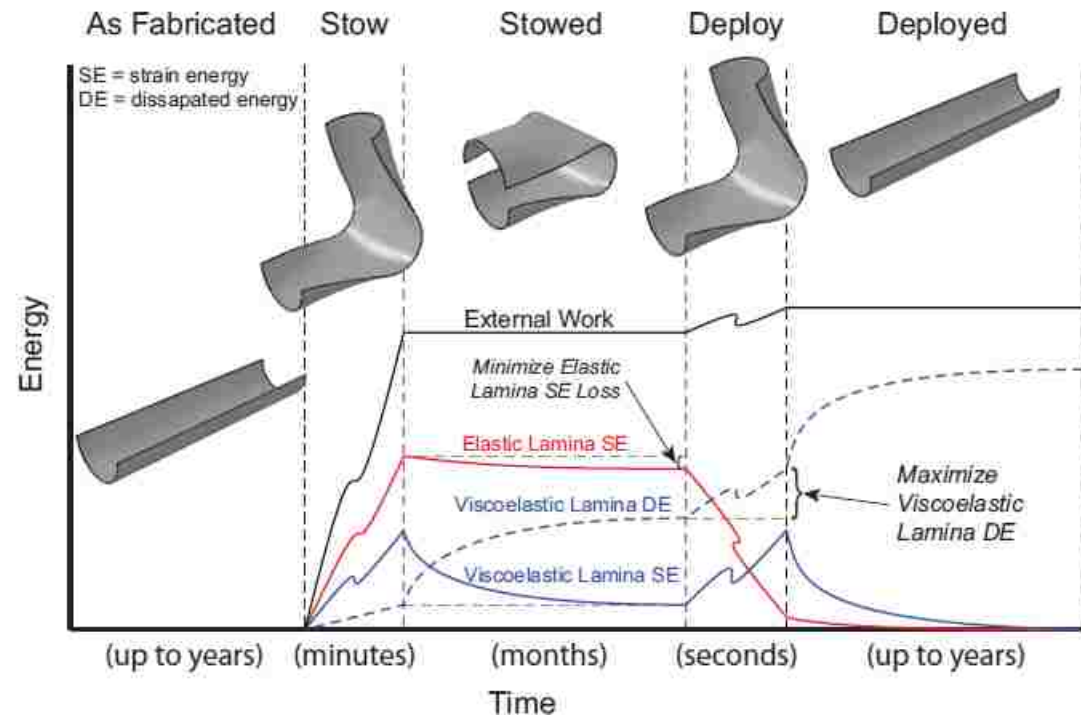 As Fabricated
Stow
Stowed
Deploy
Deployed
SE = strain energy
DE = dissapated energy
External Work
Minimize Elastic
Lamina SE Loss
Elastic Lamina SE
Viscoelastic Lamina DE
Maximize
Viscoelastic
Lamina DE
Viscoelastic Lamina SE
Energy
(up to years)
(minutes)
(months)
(seconds)
(up to years)
Time